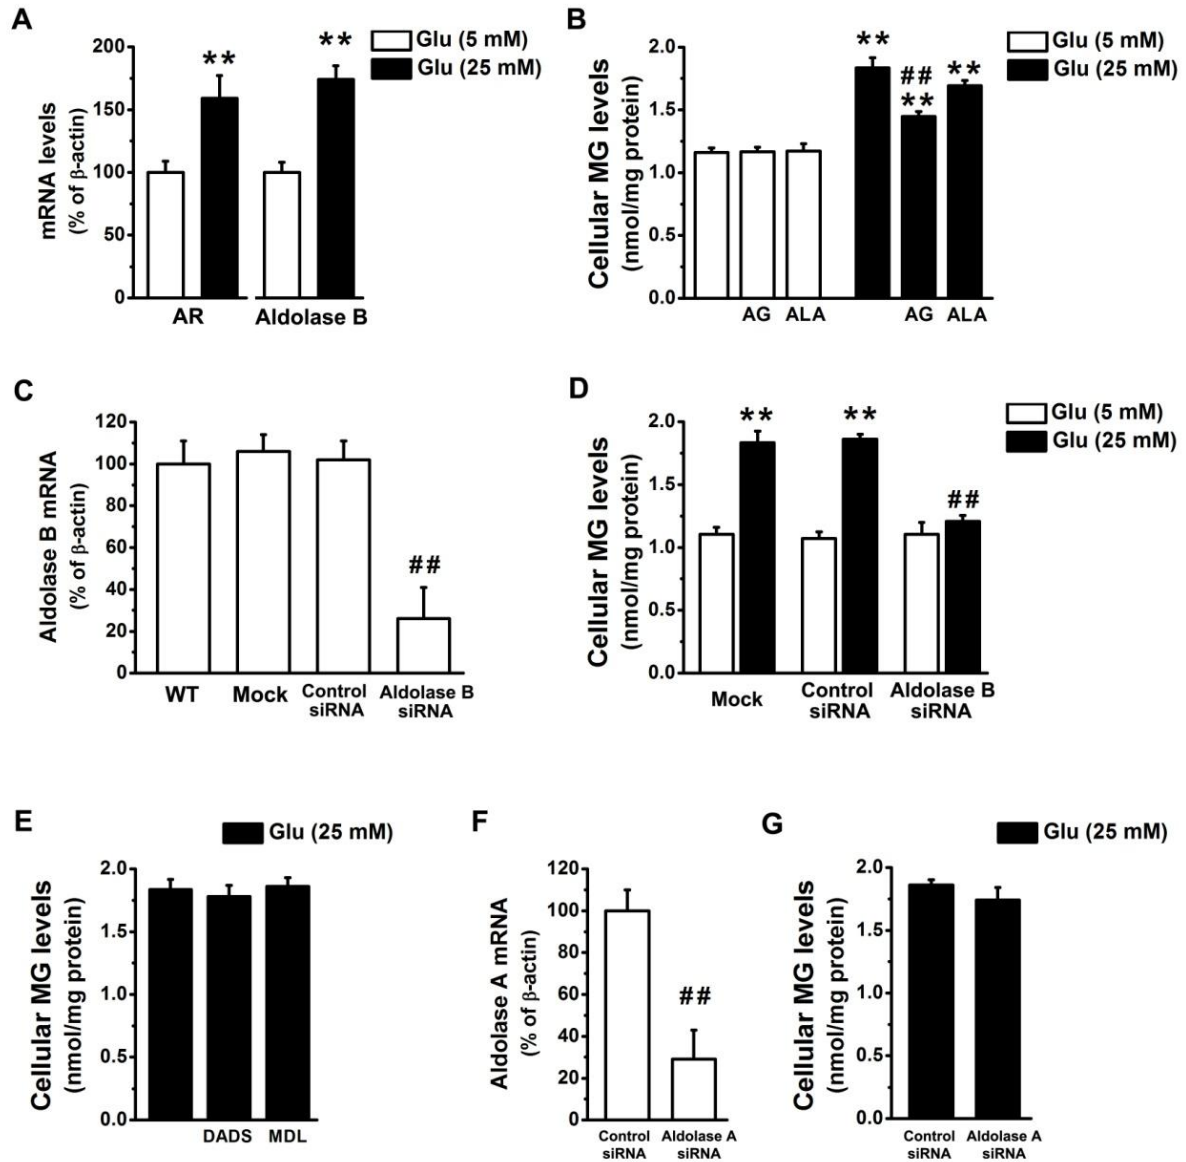 A
Glu (5 mM)
Glu (25 mM)
mRNA levels
(% of β-actin)
200
150
100
50
0
** **
AR Aldolase B
B
Glu (5 mM)
Glu (25 mM)
Cellular MG levels
(nmol/mg protein)
2.0
1.5
1.0
0.5
0.0
**
##
**
**
AG ALA AG ALA
C
Aldolase B mRNA
(% of β-actin)
120
100
80
60
40
20
0
##
WT Mock Control Aldolase B
siRNA siRNA
D
Glu (5 mM)
Glu (25 mM)
Cellular MG levels
(nmol/mg protein)
2.0
1.5
1.0
0.5
0.0
** ** ##
Mock Control Aldolase B
siRNA siRNA
E
Glu (25 mM)
Cellular MG levels
(nmol/mg protein)
2.0
1.5
1.0
0.5
0.0
DADS MDL
F
Aldolase A mRNA
(% of β-actin)
120
100
80
60
40
20
0
##
Control Aldolase A
siRNA siRNA
G
Glu (25 mM)
Cellular MG levels
(nmol/mg protein)
2.0
1.5
1.0
0.5
0.0
Control Aldolase A
siRNA siRNA